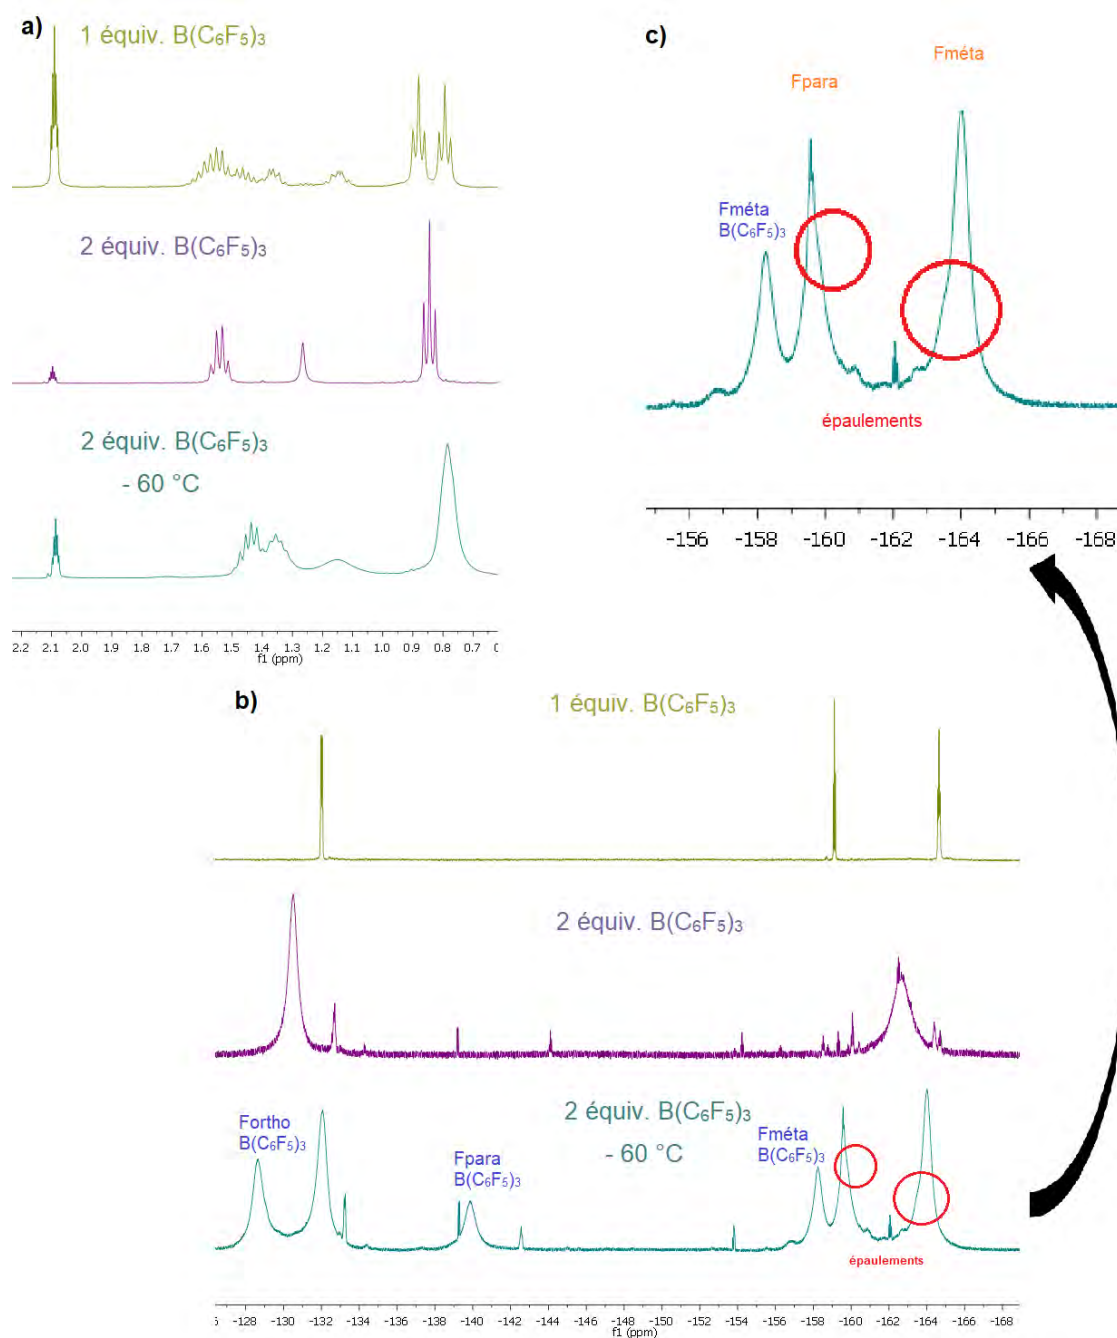 a)
1 équiv. B(C₆F₅)₃
2 équiv. B(C₆F₅)₃
2 équiv. B(C₆F₅)₃
- 60 °C
2.2 2.1 2.0 1.9 1.8 1.7 1.6 1.5 1.4 1.3 1.2 1.1 1.0 0.9 0.8 0.7
f1 (ppm)
c)
Fméta
Fpara
Fméta
B(C₆F₅)₃
épaulements
-156 -158 -160 -162 -164 -166 -168
b)
1 équiv. B(C₆F₅)₃
2 équiv. B(C₆F₅)₃
2 équiv. B(C₆F₅)₃
- 60 °C
Fortho
B(C₆F₅)₃
Fpara
B(C₆F₅)₃
Fméta
B(C₆F₅)₃
épaulements
-128 -130 -132 -134 -136 -138 -140 -142 -144 -146 -148 -150 -152 -154 -156 -158 -160 -162 -164 -166 -168
f1 (ppm)